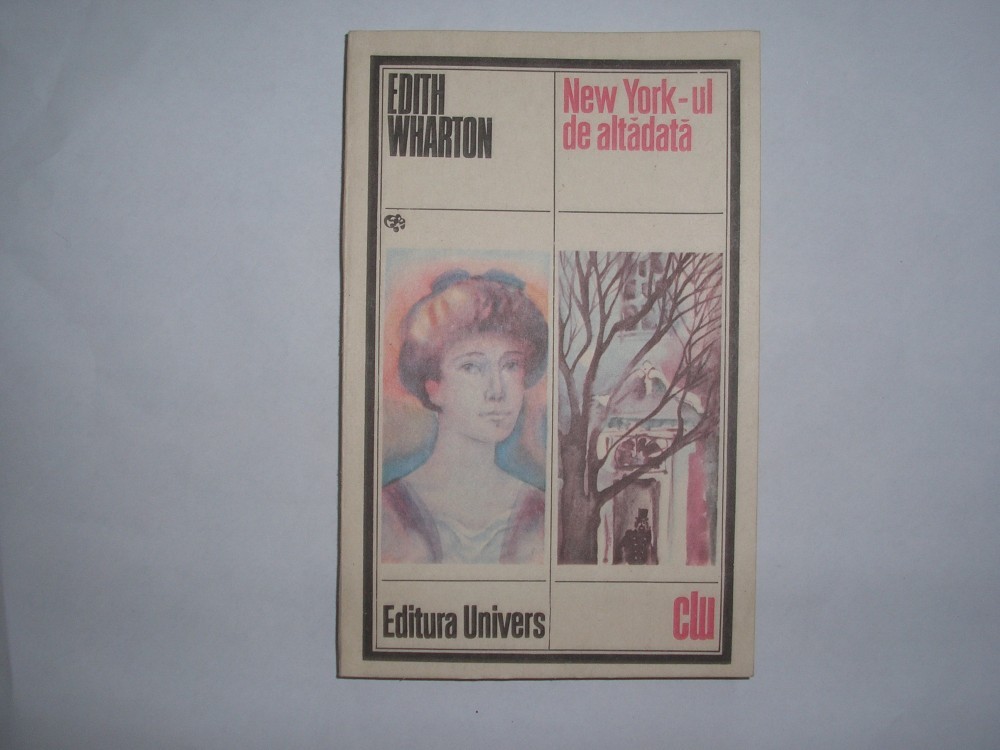 EDITH
WHARTON
New York-ul
de altădată
Editura Univers
clu